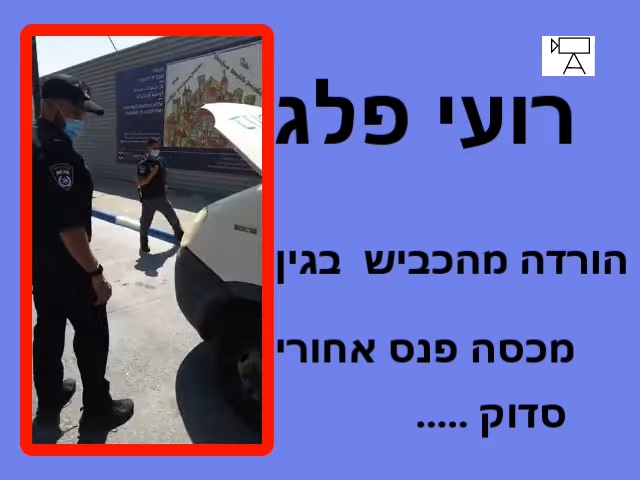 רועי פלג
הורדה מהכביש בגין
מכסה פנס אחורי
סדוק .....